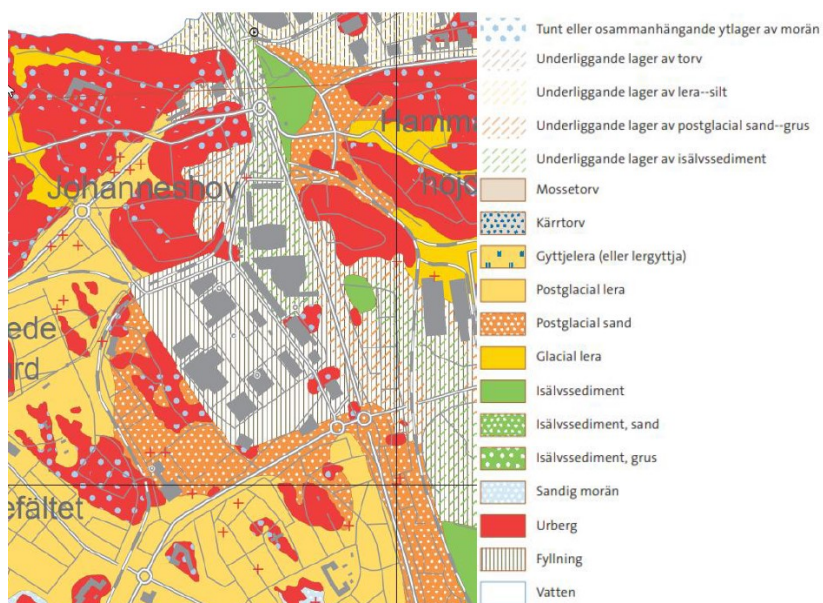 Johanneshov
Hamma
höjd
ede
ard
efältet
Tunt eller osammanhängande ytlager av morän
Underliggande lager av torv
Underliggande lager av lera--silt
Underliggande lager av postglacial sand--grus
Underliggande lager av isälvssediment
Mossetorv
Kärrtorv
Gyttjelera (eller lergyttja)
Postglacial lera
Postglacial sand
Glacial lera
Isälvssediment
Isälvssediment, sand
Isälvssediment, grus
Sandig morän
Urberg
Fyllning
Vatten